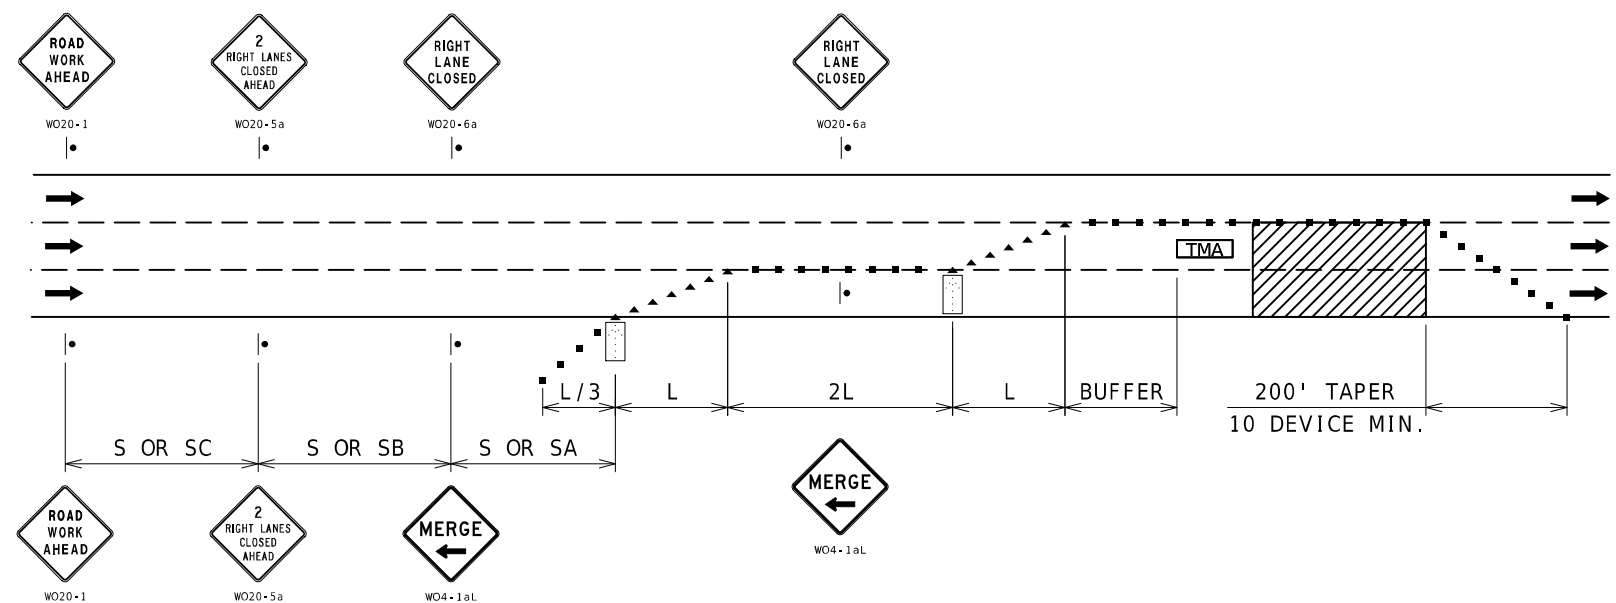 ROAD
WORK
AHEAD
WO20-1
2
RIGHT LANES
CLOSED
AHEAD
WO20-5a
RIGHT
LANE
CLOSED
WO20-6a
RIGHT
LANE
CLOSED
WO20-6a
TMA
L/3
L
2L
L
BUFFER
200' TAPER
10 DEVICE MIN.
S OR SC
S OR SB
S OR SA
ROAD
WORK
AHEAD
WO20-1
2
RIGHT LANES
CLOSED
AHEAD
WO20-5a
MERGE
WO4-1aL
MERGE
WO4-1aL